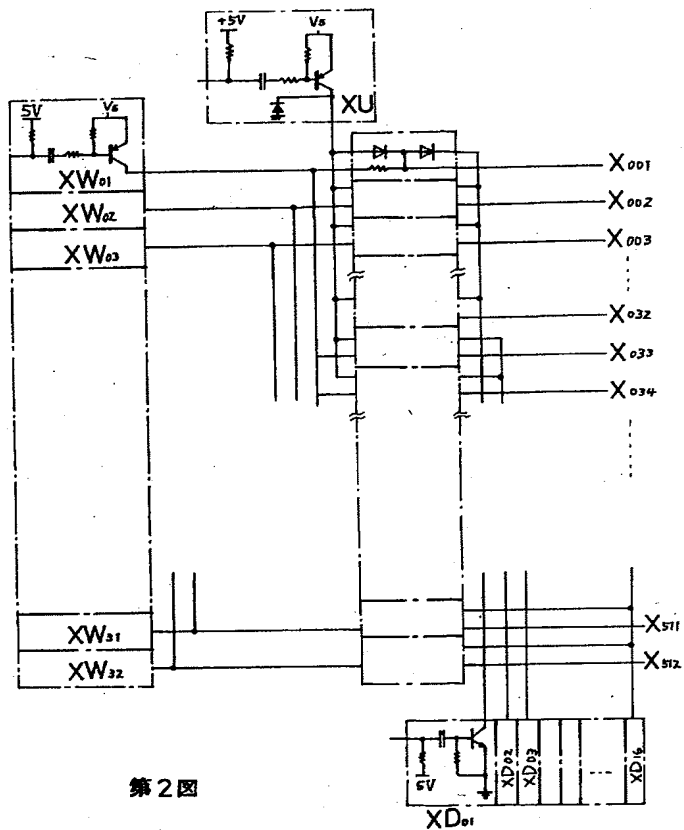 +5V
Vs
XU
5V
Vs
XW01
XW02
XW03
X001
X002
X003
X032
X033
X034
XW31
XW32
X511
X512
5V
XD01
XD02
XD03
XD16
第2図